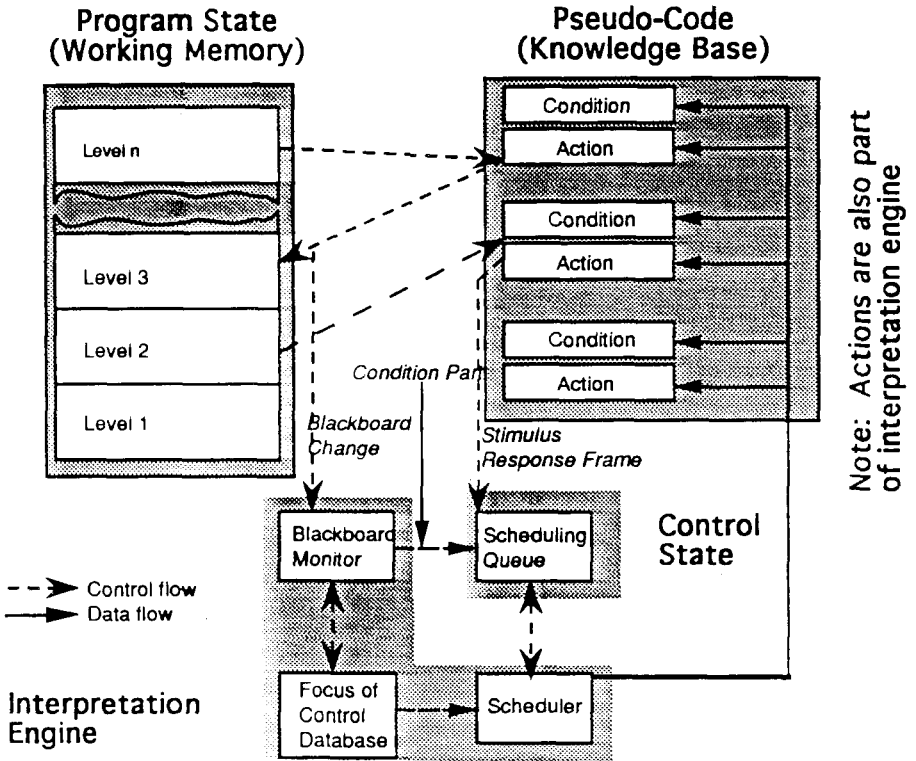 Program State
(Working Memory)
Pseudo-Code
(Knowledge Base)
Level n
Level 3
Level 2
Level 1
Condition
Action
Condition
Action
Condition
Action
Note: Actions are also part
of interpretation engine
Condition Part
Blackboard
Change
Stimulus
Response Frame
Blackboard
Monitor
Scheduling
Queue
Control
State
Control flow
Data flow
Interpretation
Engine
Focus of
Control
Database
Scheduler